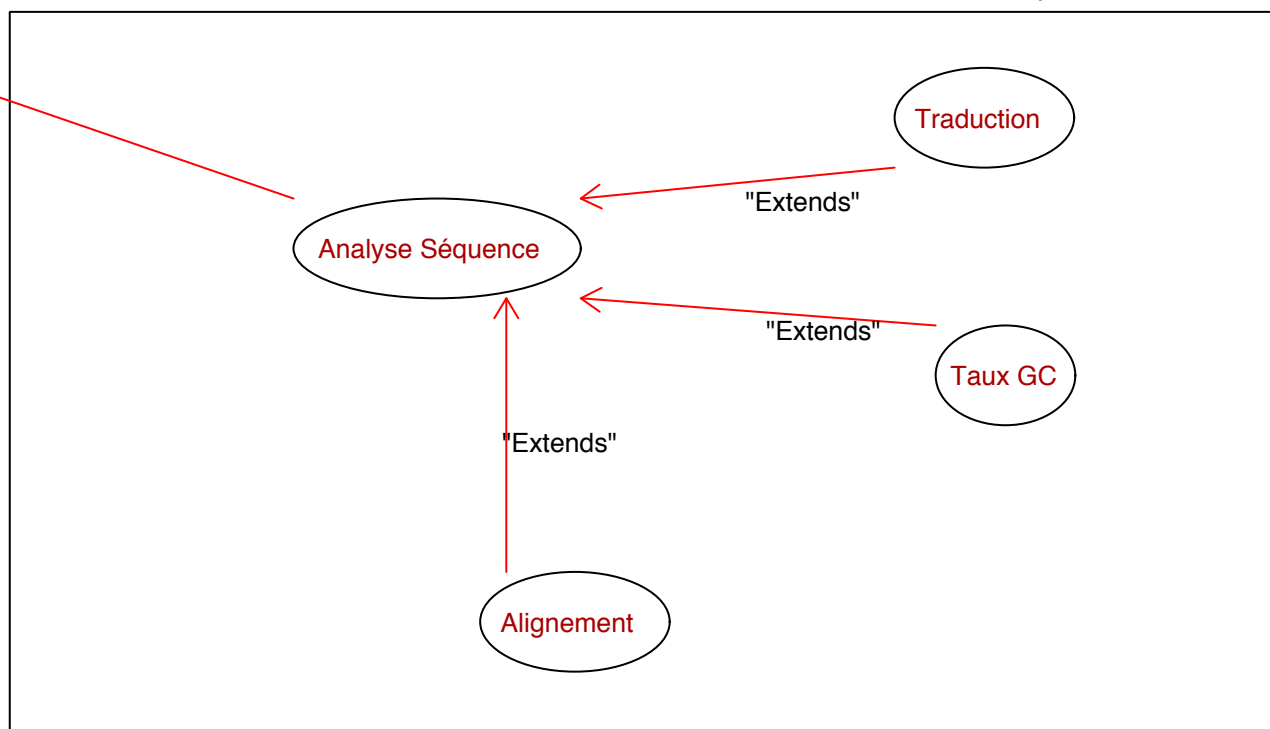 Traduction
"Extends"
Analyse Séquence
"Extends"
Taux GC
"Extends"
Alignement